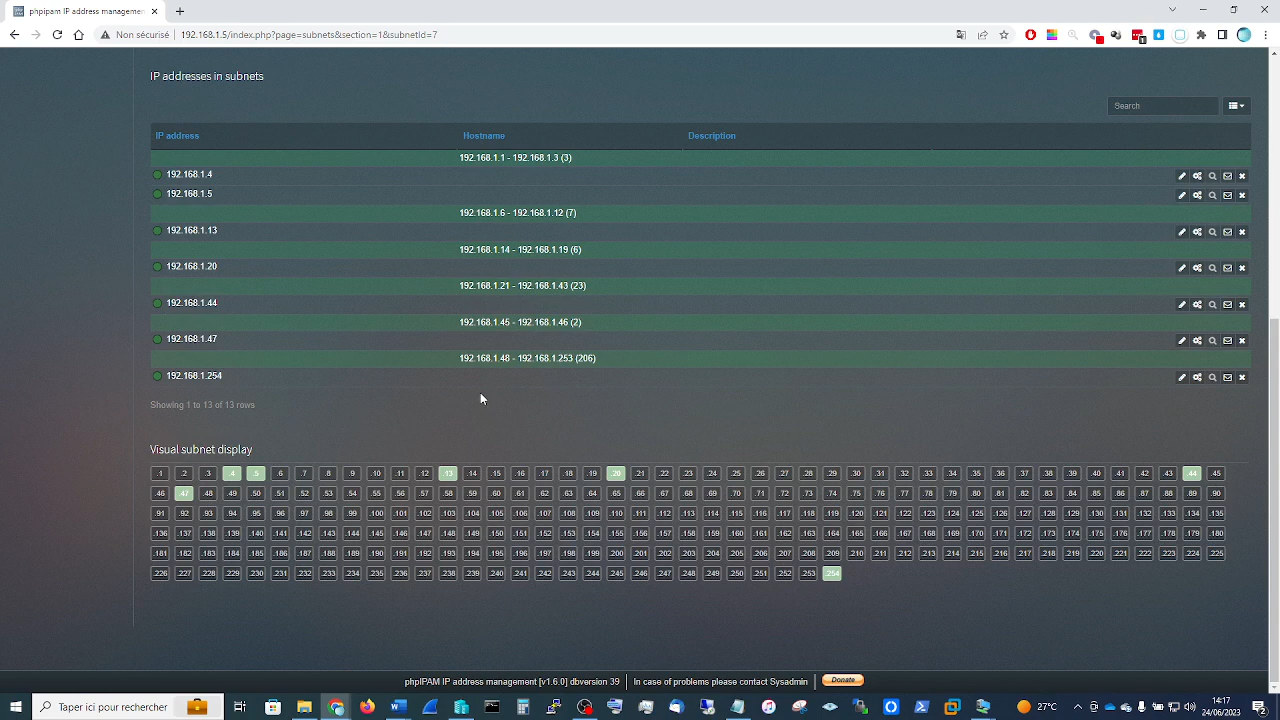 phpipam IP address managemen
Non sécurisé | 192.168.1.5/index.php?page=subnets&section=1&subnetId=7
IP addresses in subnets
Search
IP address Hostname Description
192.168.1.1 - 192.168.1.3 (3)
192.168.1.4
192.168.1.5
192.168.1.6 - 192.168.1.12 (7)
192.168.1.13
192.168.1.14 - 192.168.1.19 (6)
192.168.1.20
192.168.1.21 - 192.168.1.43 (23)
192.168.1.44
192.168.1.45 - 192.168.1.46 (2)
192.168.1.47
192.168.1.48 - 192.168.1.253 (206)
192.168.1.254
Showing 1 to 13 of 13 rows
Visual subnet display
.1 .2 .3 .4 .5 .6 .7 .8 .9 .10 .11 .12 .13 .14 .15 .16 .17 .18 .19 .20 .21 .22 .23 .24 .25 .26 .27 .28 .29 .30 .31 .32 .33 .34 .35 .36 .37 .38 .39 .40 .41 .42 .43 .44 .45
.46 .47 .48 .49 .50 .51 .52 .53 .54 .55 .56 .57 .58 .59 .60 .61 .62 .63 .64 .65 .66 .67 .68 .69 .70 .71 .72 .73 .74 .75 .76 .77 .78 .79 .80 .81 .82 .83 .84 .85 .86 .87 .88 .89 .90
.91 .92 .93 .94 .95 .96 .97 .98 .99 .100 .101 .102 .103 .104 .105 .106 .107 .108 .109 .110 .111 .112 .113 .114 .115 .116 .117 .118 .119 .120 .121 .122 .123 .124 .125 .126 .127 .128 .129 .130 .131 .132 .133 .134 .135
.136 .137 .138 .139 .140 .141 .142 .143 .144 .145 .146 .147 .148 .149 .150 .151 .152 .153 .154 .155 .156 .157 .158 .159 .160 .161 .162 .163 .164 .165 .166 .167 .168 .169 .170 .171 .172 .173 .174 .175 .176 .177 .178 .179 .180
.181 .182 .183 .184 .185 .186 .187 .188 .189 .190 .191 .192 .193 .194 .195 .196 .197 .198 .199 .200 .201 .202 .203 .204 .205 .206 .207 .208 .209 .210 .211 .212 .213 .214 .215 .216 .217 .218 .219 .220 .221 .222 .223 .224 .225
.226 .227 .228 .229 .230 .231 .232 .233 .234 .235 .236 .237 .238 .239 .240 .241 .242 .243 .244 .245 .246 .247 .248 .249 .250 .251 .252 .253 .254
phpIPAM IP address management [v1.6.0] dbversion 39 | In case of problems please contact Sysadmin | Donate
Taper ici pour rechercher
27°C
14:17
24/06/2023
2